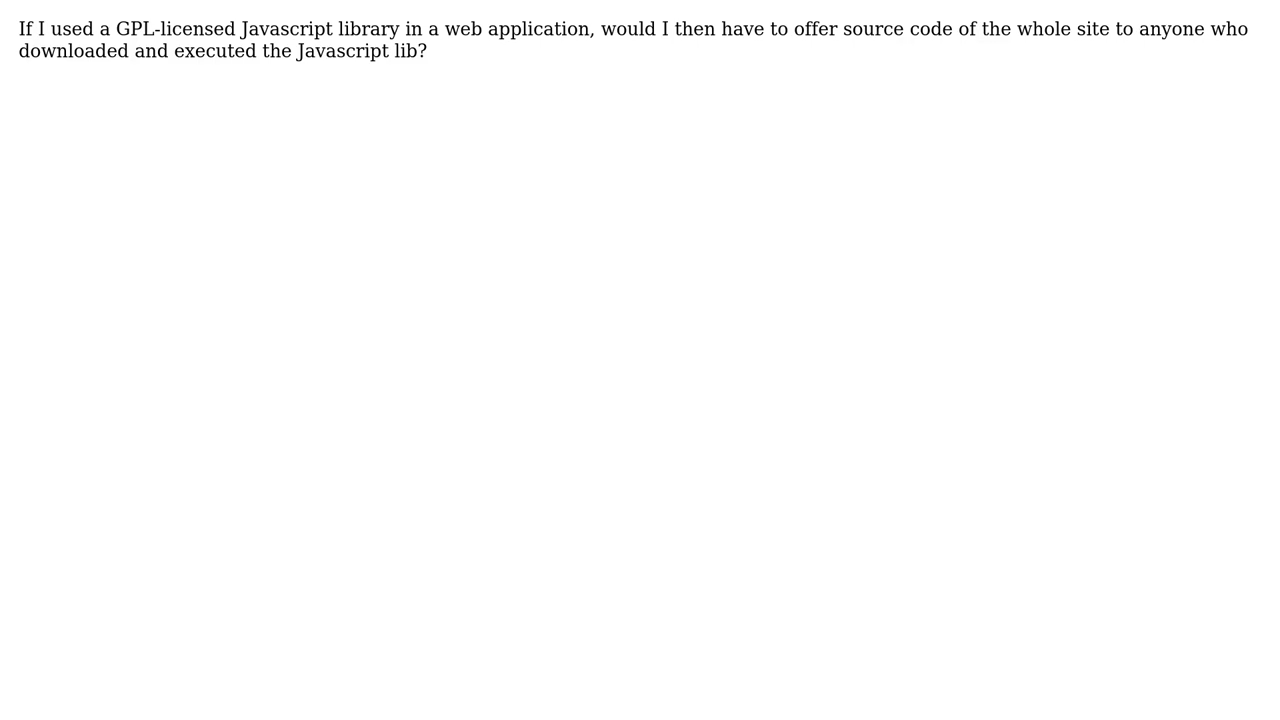 If I used a GPL-licensed Javascript library in a web application, would I then have to offer source code of the whole site to anyone who
downloaded and executed the Javascript lib?